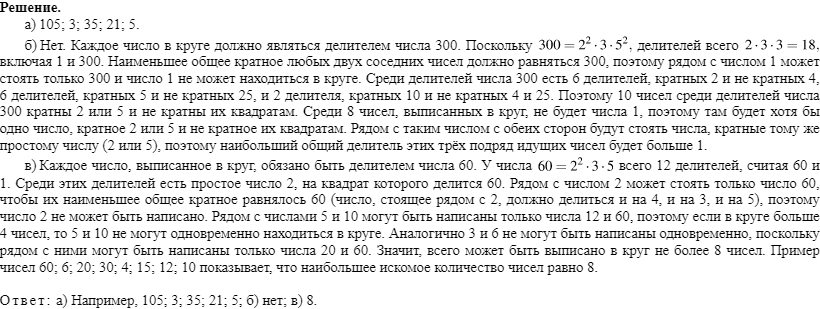 Решение.
а) 105; 3; 35; 21; 5.
б) Нет. Каждое число в круге должно являться делителем числа 300. Поскольку 300 = 2² · 3 · 5², делителей всего 2 · 3 · 3 = 18,
включая 1 и 300. Наименьшее общее кратное любых двух соседних чисел должно равняться 300, поэтому рядом с числом 1 может
стоять только 300 и число 1 не может находиться в круге. Среди делителей числа 300 есть 6 делителей, кратных 2 и не кратных 4,
6 делителей, кратных 5 и не кратных 25, и 2 делителя, кратных 10 и не кратных 4 и 25. Поэтому 10 чисел среди делителей числа
300 кратны 2 или 5 и не кратны их квадратам. Среди 8 чисел, выписанных в круг, не будет числа 1, поэтому там будет хотя бы
одно число, кратное 2 или 5 и не кратное их квадратам. Рядом с таким числом с обеих сторон будут стоять числа, кратные тому же
простому числу (2 или 5), поэтому наибольший общий делитель этих трёх подряд идущих чисел будет больше 1.
в) Каждое число, выписанное в круг, обязано быть делителем числа 60. У числа 60 = 2² · 3 · 5 всего 12 делителей, считая 60 и
1. Среди этих делителей есть простое число 2, на квадрат которого делится 60. Рядом с числом 2 может стоять только число 60,
чтобы их наименьшее общее кратное равнялось 60 (число, стоящее рядом с 2, должно делиться и на 4, и на 3, и на 5), поэтому
число 2 не может быть написано. Рядом с числами 5 и 10 могут быть написаны только числа 12 и 60, поэтому если в круге больше
4 чисел, то 5 и 10 не могут одновременно находиться в круге. Аналогично 3 и 6 не могут быть написаны одновременно, поскольку
рядом с ними могут быть написаны только числа 20 и 60. Значит, всего может быть выписано в круг не более 8 чисел. Пример
чисел 60; 6; 20; 30; 4; 15; 12; 10 показывает, что наибольшее искомое количество чисел равно 8.
Ответ: а) Например, 105; 3; 35; 21; 5; б) нет; в) 8.